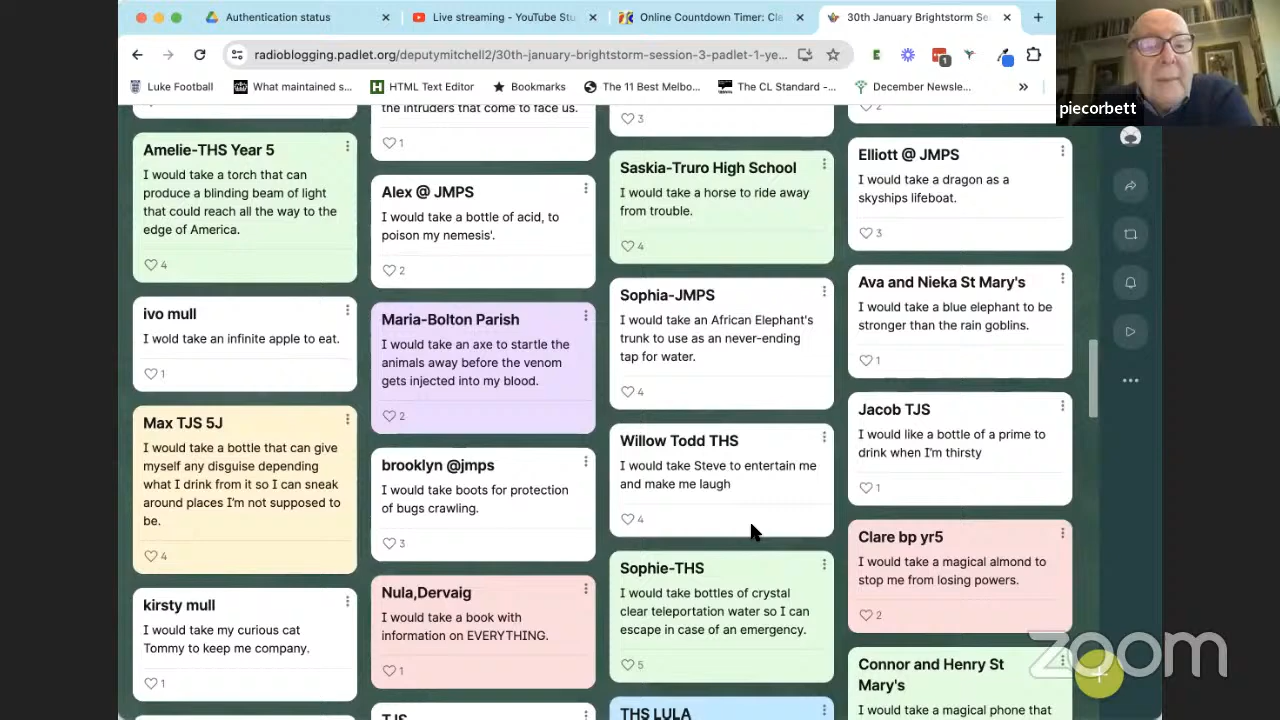 Authentication status
Live streaming - YouTube Stu
Online Countdown Timer: Cla
30th January Brightstorm Se
radioblogging.padlet.org/deputymitchell2/30th-january-brightstorm-session-3-padlet-1-ye...
Luke Football
What maintained s...
HTML Text Editor
Bookmarks
The 11 Best Melbo...
The CL Standard -...
December Newsle...
piecorbett
Amelie-THS Year 5
I would take a torch that can
produce a blinding beam of light
that could reach all the way to the
edge of America.
4
ivo mull
I wold take an infinite apple to eat.
1
Max TJS 5J
I would take a bottle that can give
myself any disguise depending
what I drink from it so I can sneak
around places I'm not supposed to
be.
4
kirsty mull
I would take my curious cat
Tommy to keep me company.
1
the intruders that come to face us.
1
Alex @ JMPS
I would take a bottle of acid, to
poison my nemesis'.
2
Maria-Bolton Parish
I would take an axe to startle the
animals away before the venom
gets injected into my blood.
2
brooklyn @jmps
I would take boots for protection
of bugs crawling.
3
Nula,Dervaig
I would take a book with
information on EVERYTHING.
1
TJS
3
Saskia-Truro High School
I would take a horse to ride away
from trouble.
4
Sophia-JMPS
I would take an African Elephant's
trunk to use as an never-ending
tap for water.
4
Willow Todd THS
I would take Steve to entertain me
and make me laugh
4
Sophie-THS
I would take bottles of crystal
clear teleportation water so I can
escape in case of an emergency.
5
THS LULA
2
Elliott @ JMPS
I would take a dragon as a
skyships lifeboat.
3
Ava and Nieka St Mary's
I would take a blue elephant to be
stronger than the rain goblins.
1
Jacob TJS
I would like a bottle of a prime to
drink when I'm thirsty
1
Clare bp yr5
I would take a magical almond to
stop me from losing powers.
2
Connor and Henry St
Mary's
I would take a magical phone that
zoom